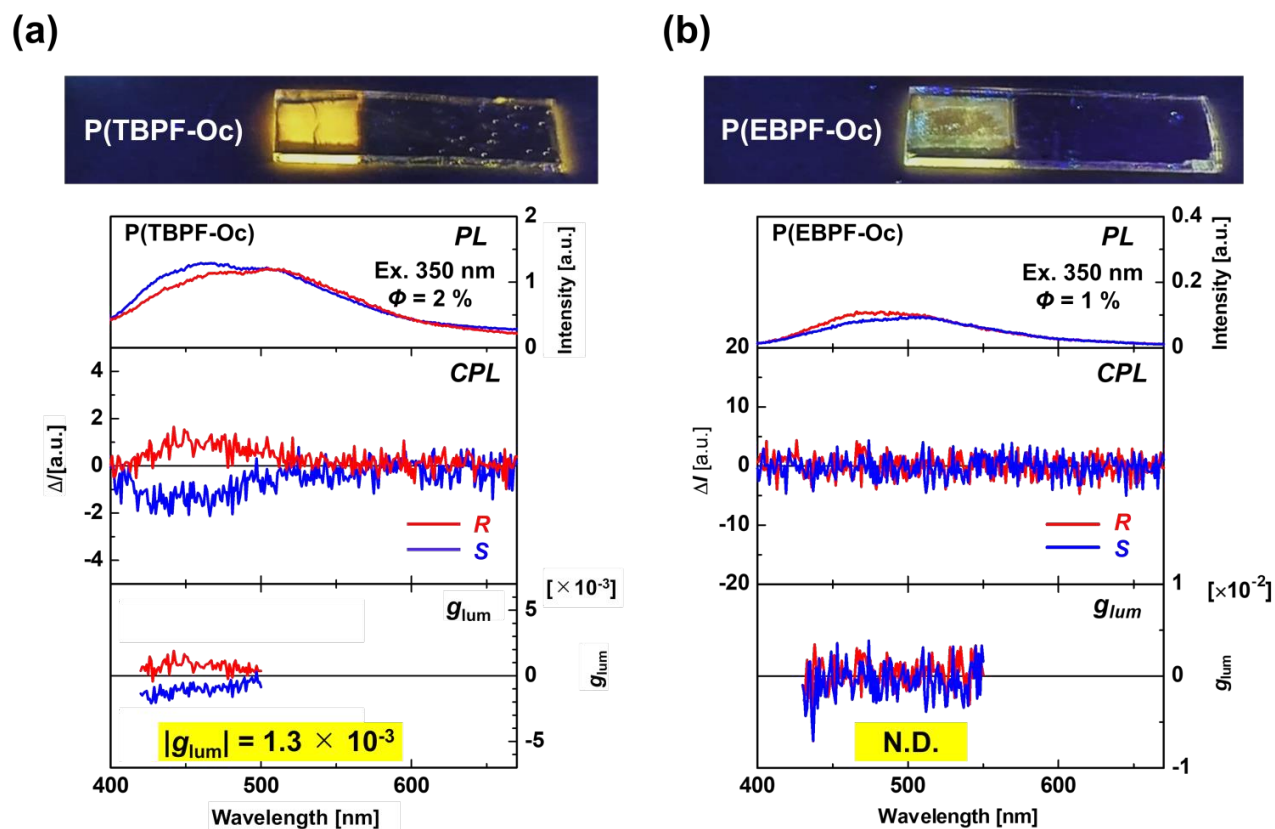 (a)
P(TBPF-Oc)
P(TBPF-Oc)
PL
Ex. 350 nm
Φ = 2 %
2
1
0
Intensity [a.u.]
CPL
4
2
0
-2
-4
ΔI[a.u.]
R
S
[×10-3]
glum
5
0
-5
glum
|glum| = 1.3 × 10-3
400
500
600
Wavelength [nm]
(b)
P(EBPF-Oc)
P(EBPF-Oc)
PL
Ex. 350 nm
Φ = 1 %
0.4
0.2
0
Intensity [a.u.]
CPL
20
10
0
-10
-20
ΔI [a.u.]
R
S
[×10-2]
glum
1
0
-1
glum
N.D.
400
500
600
Wavelength [nm]